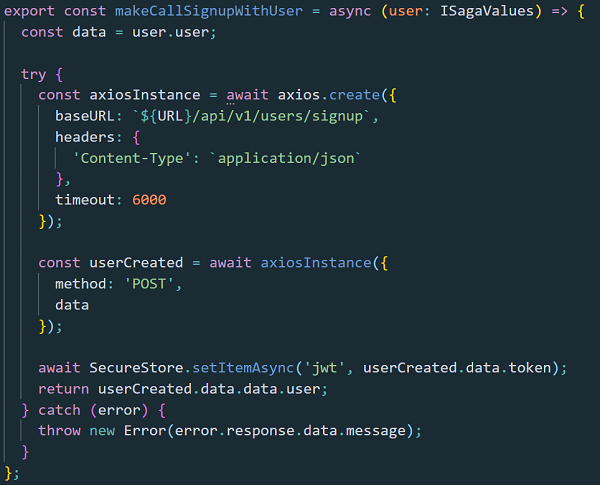 export const makeCallSignupWithUser = async (user: ISagaValues) => {
  const data = user.user;

  try {
    const axiosInstance = await axios.create({
      baseURL: `${URL}/api/v1/users/signup`,
      headers: {
        'Content-Type': `application/json`
      },
      timeout: 6000
    });

    const userCreated = await axiosInstance({
      method: 'POST',
      data
    });

    await SecureStore.setItemAsync('jwt', userCreated.data.token);
    return userCreated.data.data.user;
  } catch (error) {
    throw new Error(error.response.data.message);
  }
};